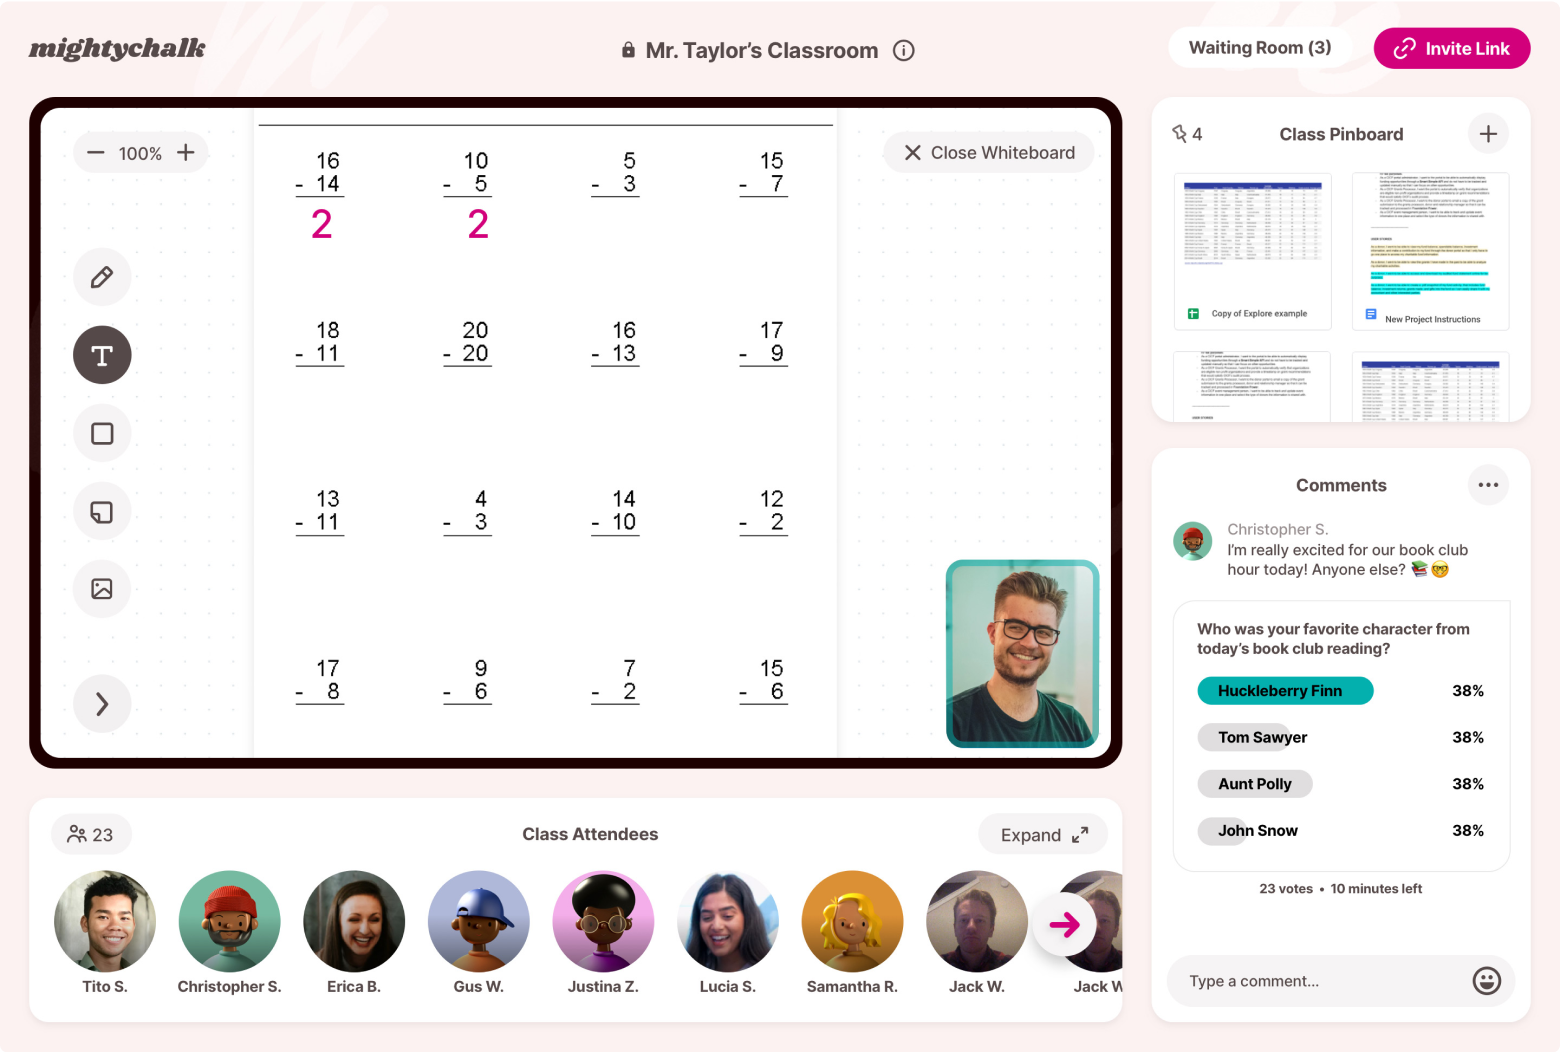 mightychalk
Mr. Taylor’s Classroom
Waiting Room (3)
Invite Link
100%
Close Whiteboard
16 10 5 15
- 14 - 5 - 3 - 7
2 2
18 20 16 17
- 11 - 20 - 13 - 9
13 4 14 12
- 11 - 3 - 10 - 2
17 9 7 15
- 8 - 6 - 2 - 6
4
Class Pinboard
Copy of Explore example
New Project Instructions
USER STORIES
USER STORIES
Comments
Christopher S.
I’m really excited for our book club
hour today! Anyone else? 📚🤓
Who was your favorite character from
today’s book club reading?
Huckleberry Finn 38%
Tom Sawyer 38%
Aunt Polly 38%
John Snow 38%
23 votes • 10 minutes left
Type a comment...
23
Class Attendees
Expand
Tito S.
Christopher S.
Erica B.
Gus W.
Justina Z.
Lucia S.
Samantha R.
Jack W.
Jack W